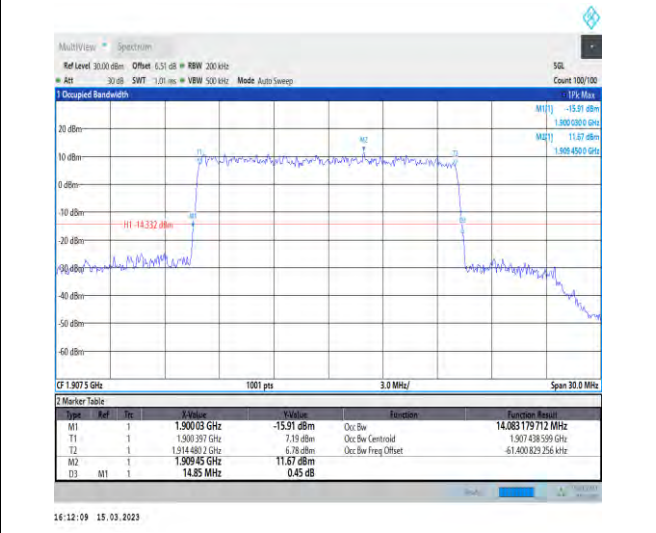 MultiView Spectrum
Ref Level 30.00 dBm Offset 6.51 dB RBW 200 kHz SGL
Att 30 dB SWT 1.01 ms VBW 500 kHz Mode Auto Sweep Count 100/100
1 Occupied Bandwidth 1Pk Max
M1[1] -15.91 dBm
1.900 030 0 GHz
M2[1] 11.67 dBm
1.909 450 0 GHz
20 dBm
M2
T1 T2
10 dBm
0 dBm
-10 dBm
M1
H1 -14.332 dBm
D3
-20 dBm
-30 dBm
-40 dBm
-50 dBm
-60 dBm
CF 1.907 5 GHz 1001 pts 3.0 MHz/ Span 30.0 MHz
2 Marker Table
Type Ref Trc X-Value Y-Value Function Function Result
M1 1 1.900 03 GHz -15.91 dBm Occ Bw 14.083 179 712 MHz
T1 1 1.900 397 GHz 7.19 dBm Occ Bw Centroid 1.907 438 599 GHz
T2 1 1.914 480 2 GHz 6.78 dBm Occ Bw Freq Offset -61.400 829 256 kHz
M2 1 1.909 45 GHz 11.67 dBm
D3 M1 1 14.85 MHz 0.45 dB
16:12:09 15.03.2023